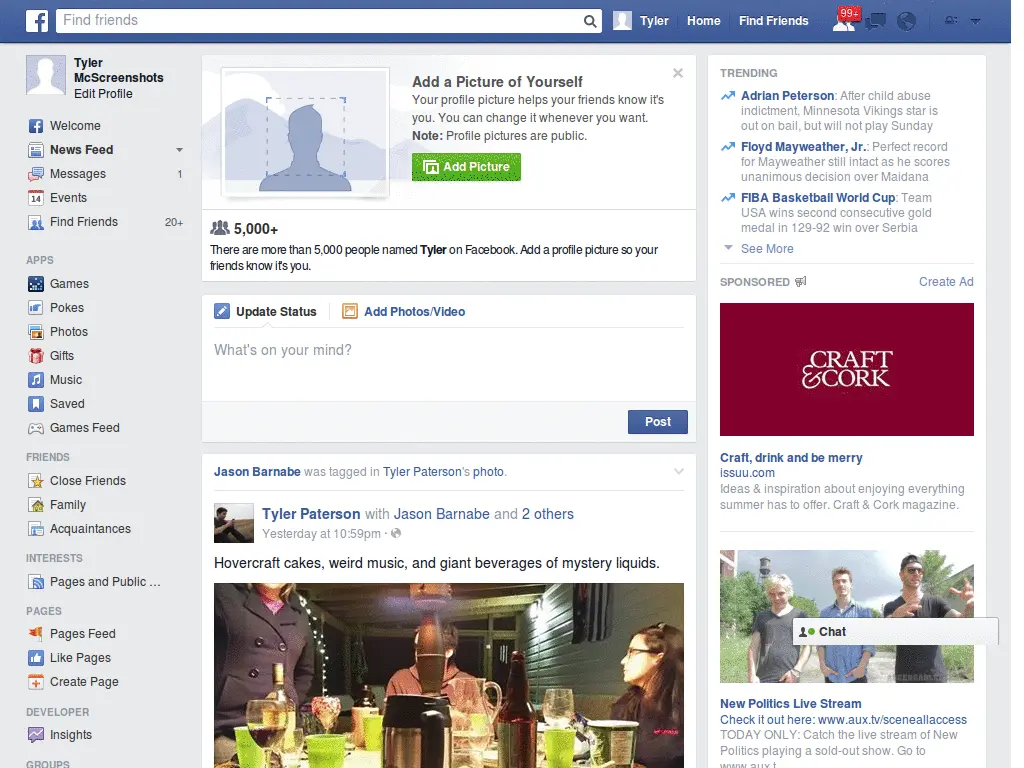 Find friends
Tyler
Home
Find Friends
99+
Tyler
McScreenshots
Edit Profile
Welcome
News Feed
Messages
1
14
Events
Find Friends
20+
APPS
Games
Pokes
Photos
Gifts
Music
Saved
Games Feed
FRIENDS
Close Friends
Family
Acquaintances
INTERESTS
Pages and Public ...
PAGES
Pages Feed
Like Pages
Create Page
DEVELOPER
Insights
GROUPS
Add a Picture of Yourself
Your profile picture helps your friends know it's
you. You can change it whenever you want.
Note: Profile pictures are public.
Add Picture
5,000+
There are more than 5,000 people named Tyler on Facebook. Add a profile picture so your
friends know it's you.
Update Status
Add Photos/Video
What's on your mind?
Post
Jason Barnabe was tagged in Tyler Paterson's photo.
Tyler Paterson with Jason Barnabe and 2 others
Yesterday at 10:59pm ·
Hovercraft cakes, weird music, and giant beverages of mystery liquids.
TRENDING
Adrian Peterson: After child abuse
indictment, Minnesota Vikings star is
out on bail, but will not play Sunday
Floyd Mayweather, Jr.: Perfect record
for Mayweather still intact as he scores
unanimous decision over Maidana
FIBA Basketball World Cup: Team
USA wins second consecutive gold
medal in 129-92 win over Serbia
See More
SPONSORED
Create Ad
CRAFT
&CORK
Craft, drink and be merry
issuu.com
Ideas & inspiration about enjoying everything
summer has to offer. Craft & Cork magazine.
Chat
New Politics Live Stream
Check it out here: www.aux.tv/sceneallaccess
TODAY ONLY: Catch the live stream of New
Politics playing a sold-out show. Go to
www.aux.t